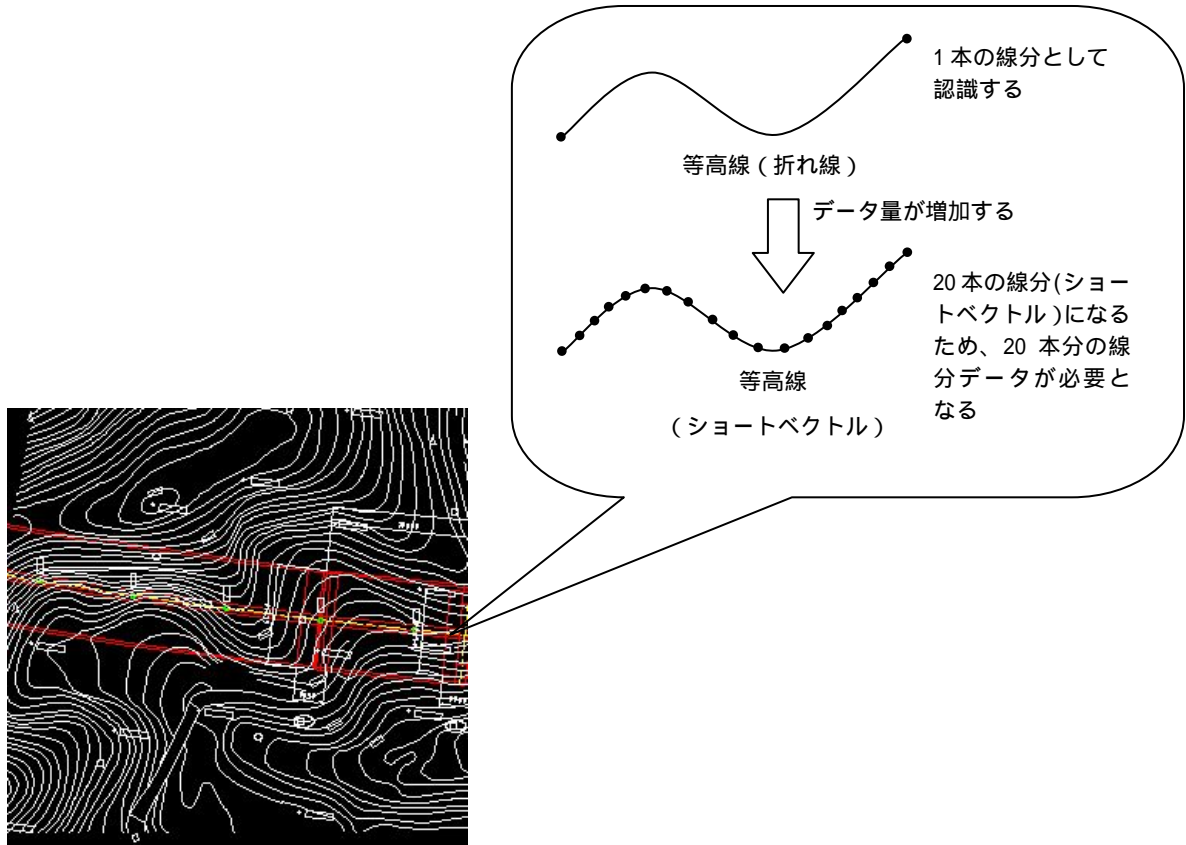 1 本の線分として
認識する
等高線（折れ線）
データ量が増加する
20 本の線分(ショー
トベクトル)になる
ため、20 本分の線
分データが必要と
なる
等高線
（ショートベクトル）